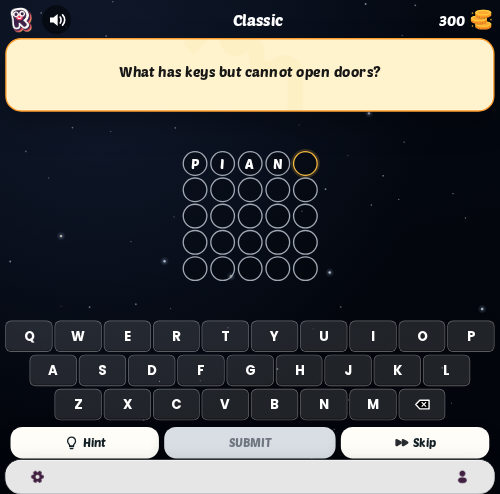 Classic
300
What has keys but cannot open doors?
P I A N
Q W E R T Y U I O P
A S D F G H J K L
Z X C V B N M
Hint SUBMIT Skip